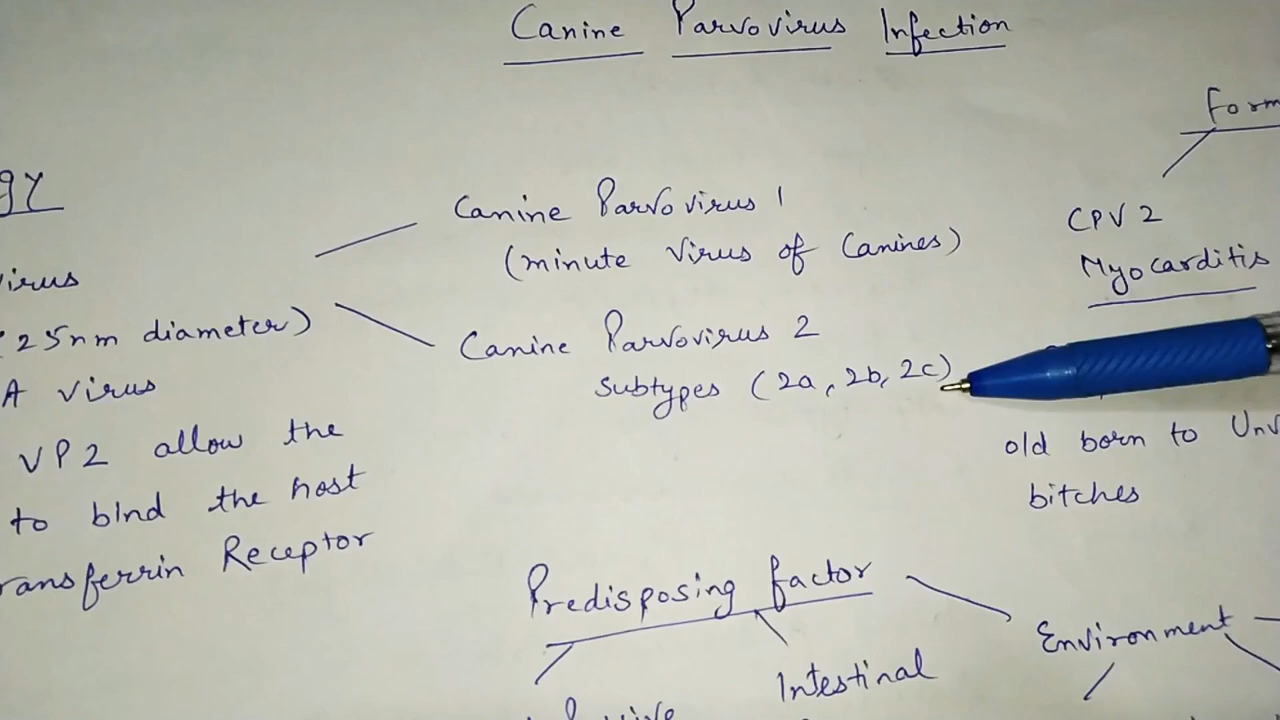 Canine Parvovirus Infection
gy
virus
(25nm diameter)
A virus
VP2 allow the
to bind the host
ransferrin Receptor
Canine Parvovirus 1
(minute virus of Canines)
Canine Parvovirus 2
Subtypes (2a, 2b, 2c)
Form
CPV 2
Myocarditis
old born to Unv
bitches
Predisposing factor
Intestinal
Environment